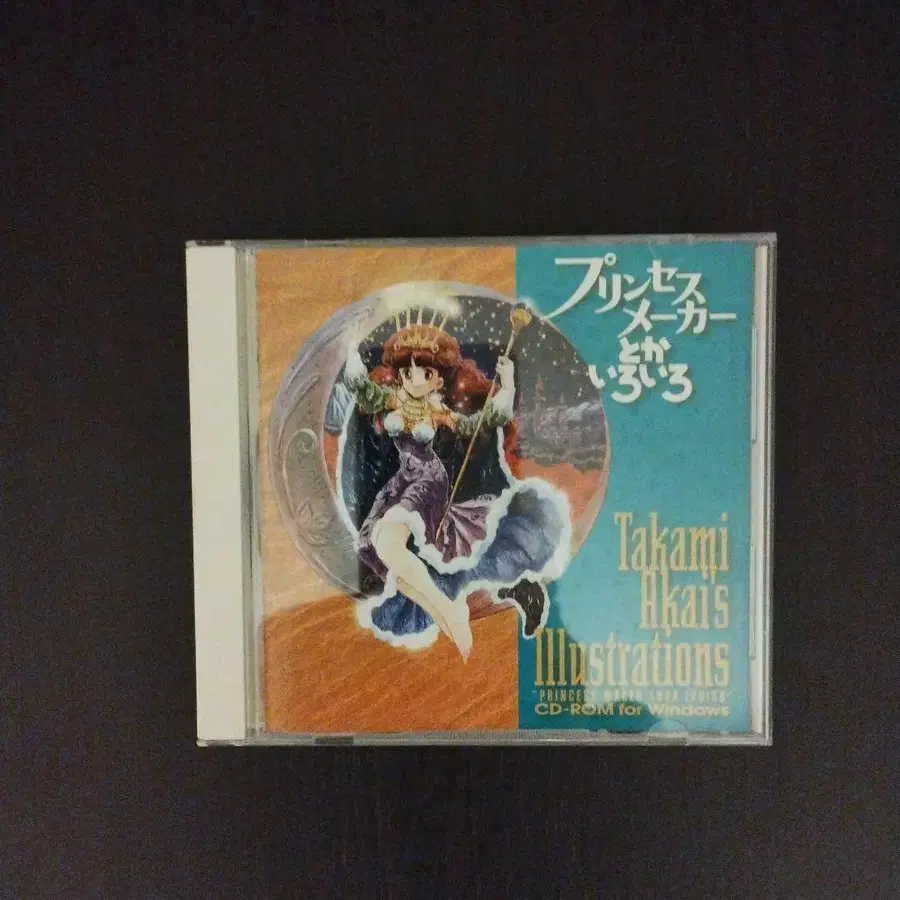 プリンセス
メーカー
とか
いろいろ
Takami
Akai's
Illustrations
"PRINCESS MAKER TOKA IROIRO"
CD-ROM for Windows